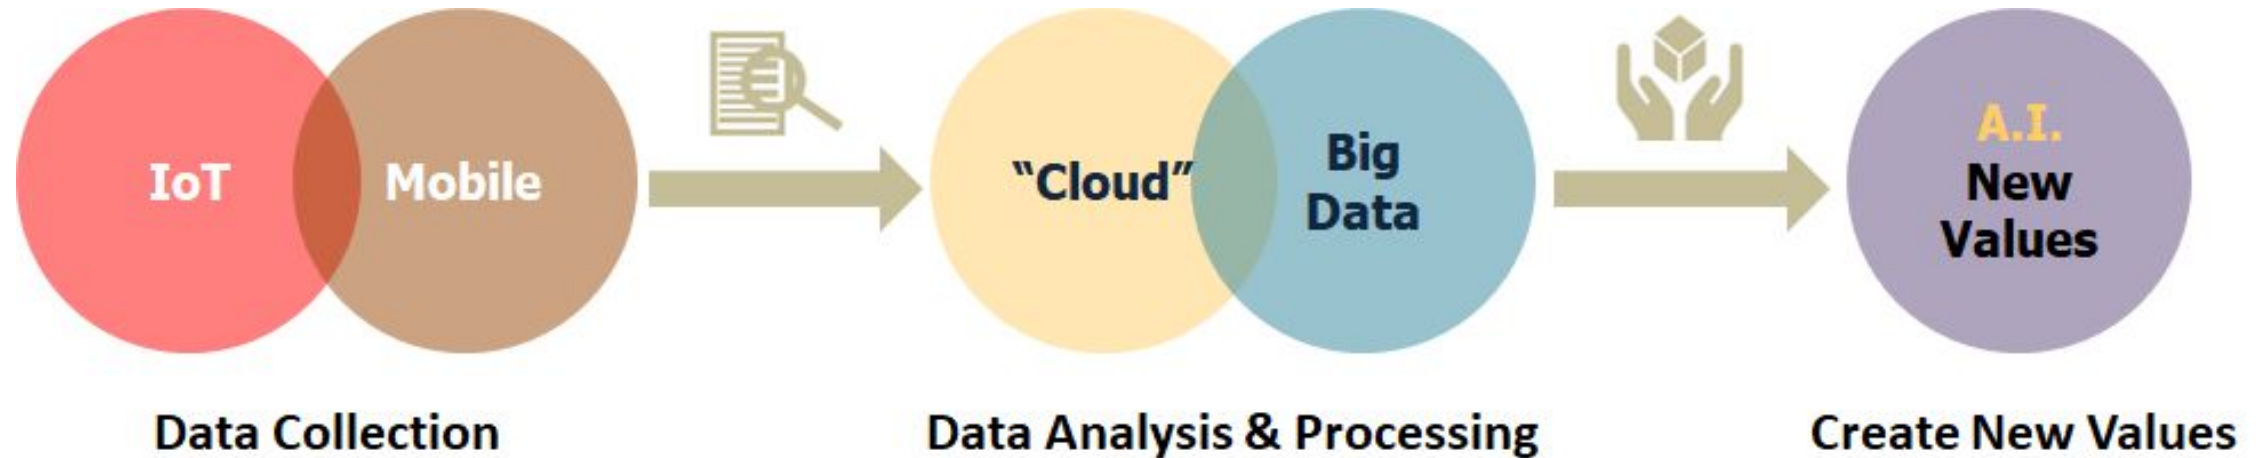 IoT
Mobile
“Cloud”
Big
Data
A.I.
New
Values
Data Collection
Data Analysis & Processing
Create New Values